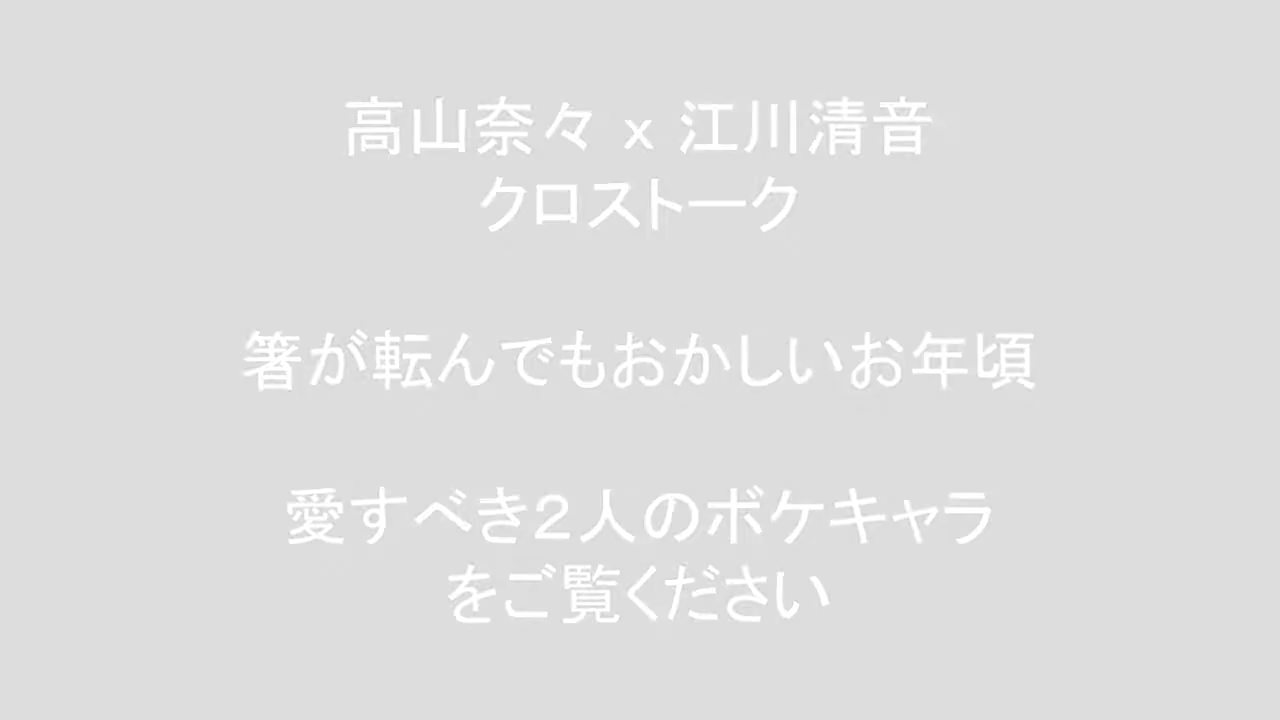 高山奈々 x 江川清音
クロストーク
箸が転んでもおかしいお年頃
愛すべき２人のボケキャラ
をご覧ください